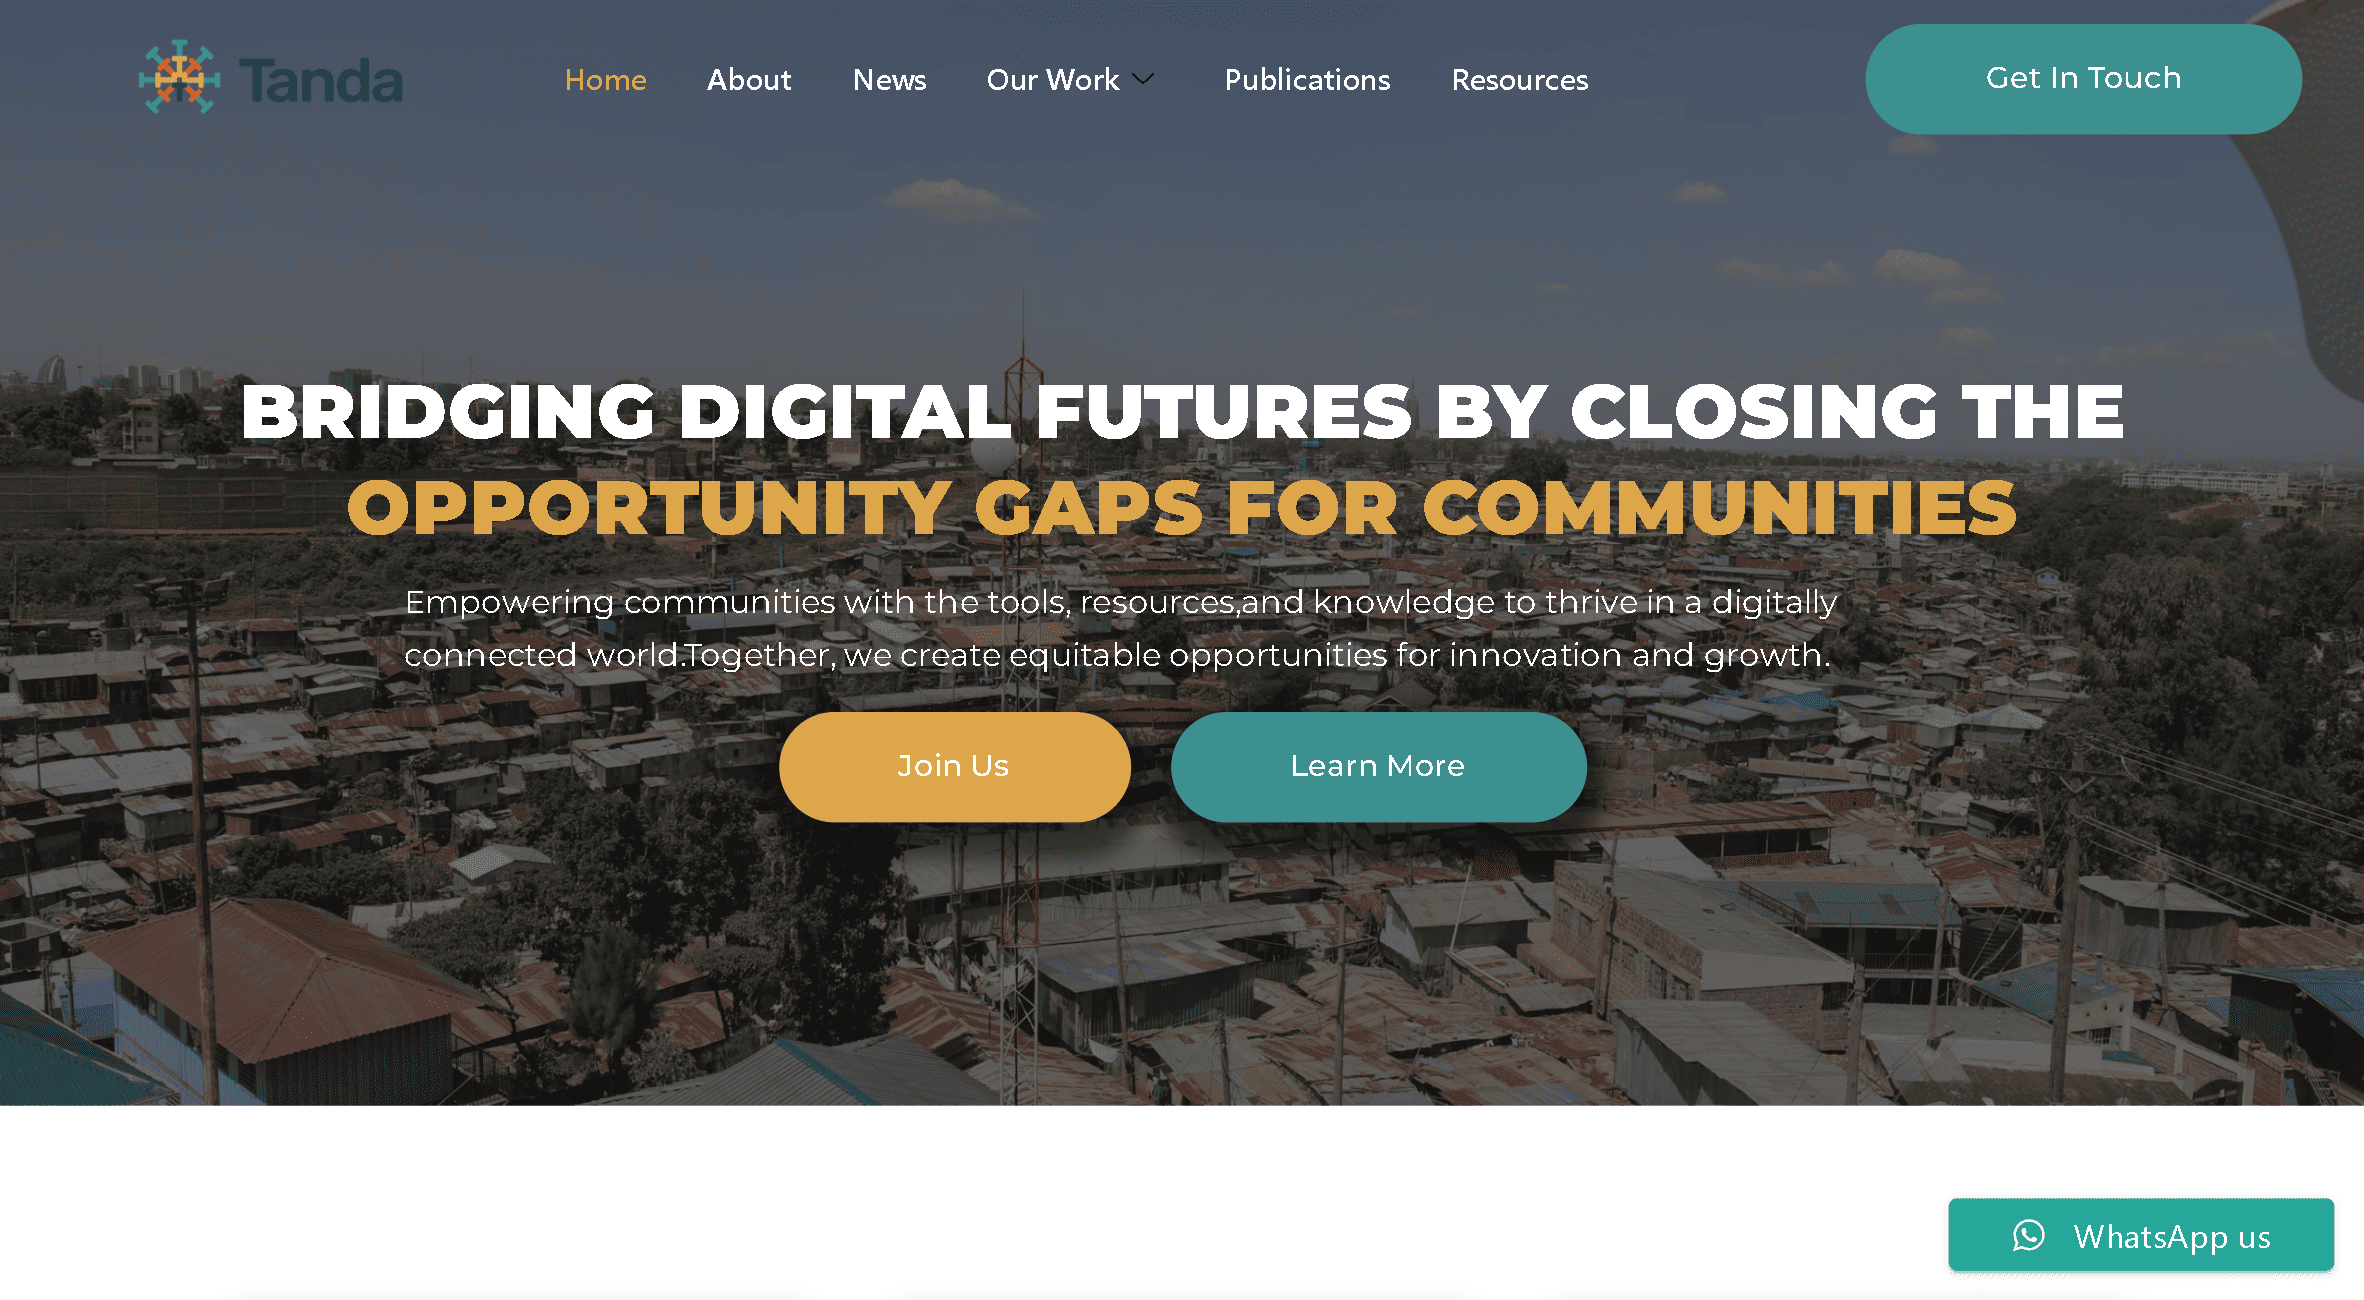 Tanda
Home
About
News
Our Work
Publications
Resources
Get In Touch
BRIDGING DIGITAL FUTURES BY CLOSING THE
OPPORTUNITY GAPS FOR COMMUNITIES
Empowering communities with the tools, resources,and knowledge to thrive in a digitally
connected world.Together, we create equitable opportunities for innovation and growth.
Join Us
Learn More
WhatsApp us